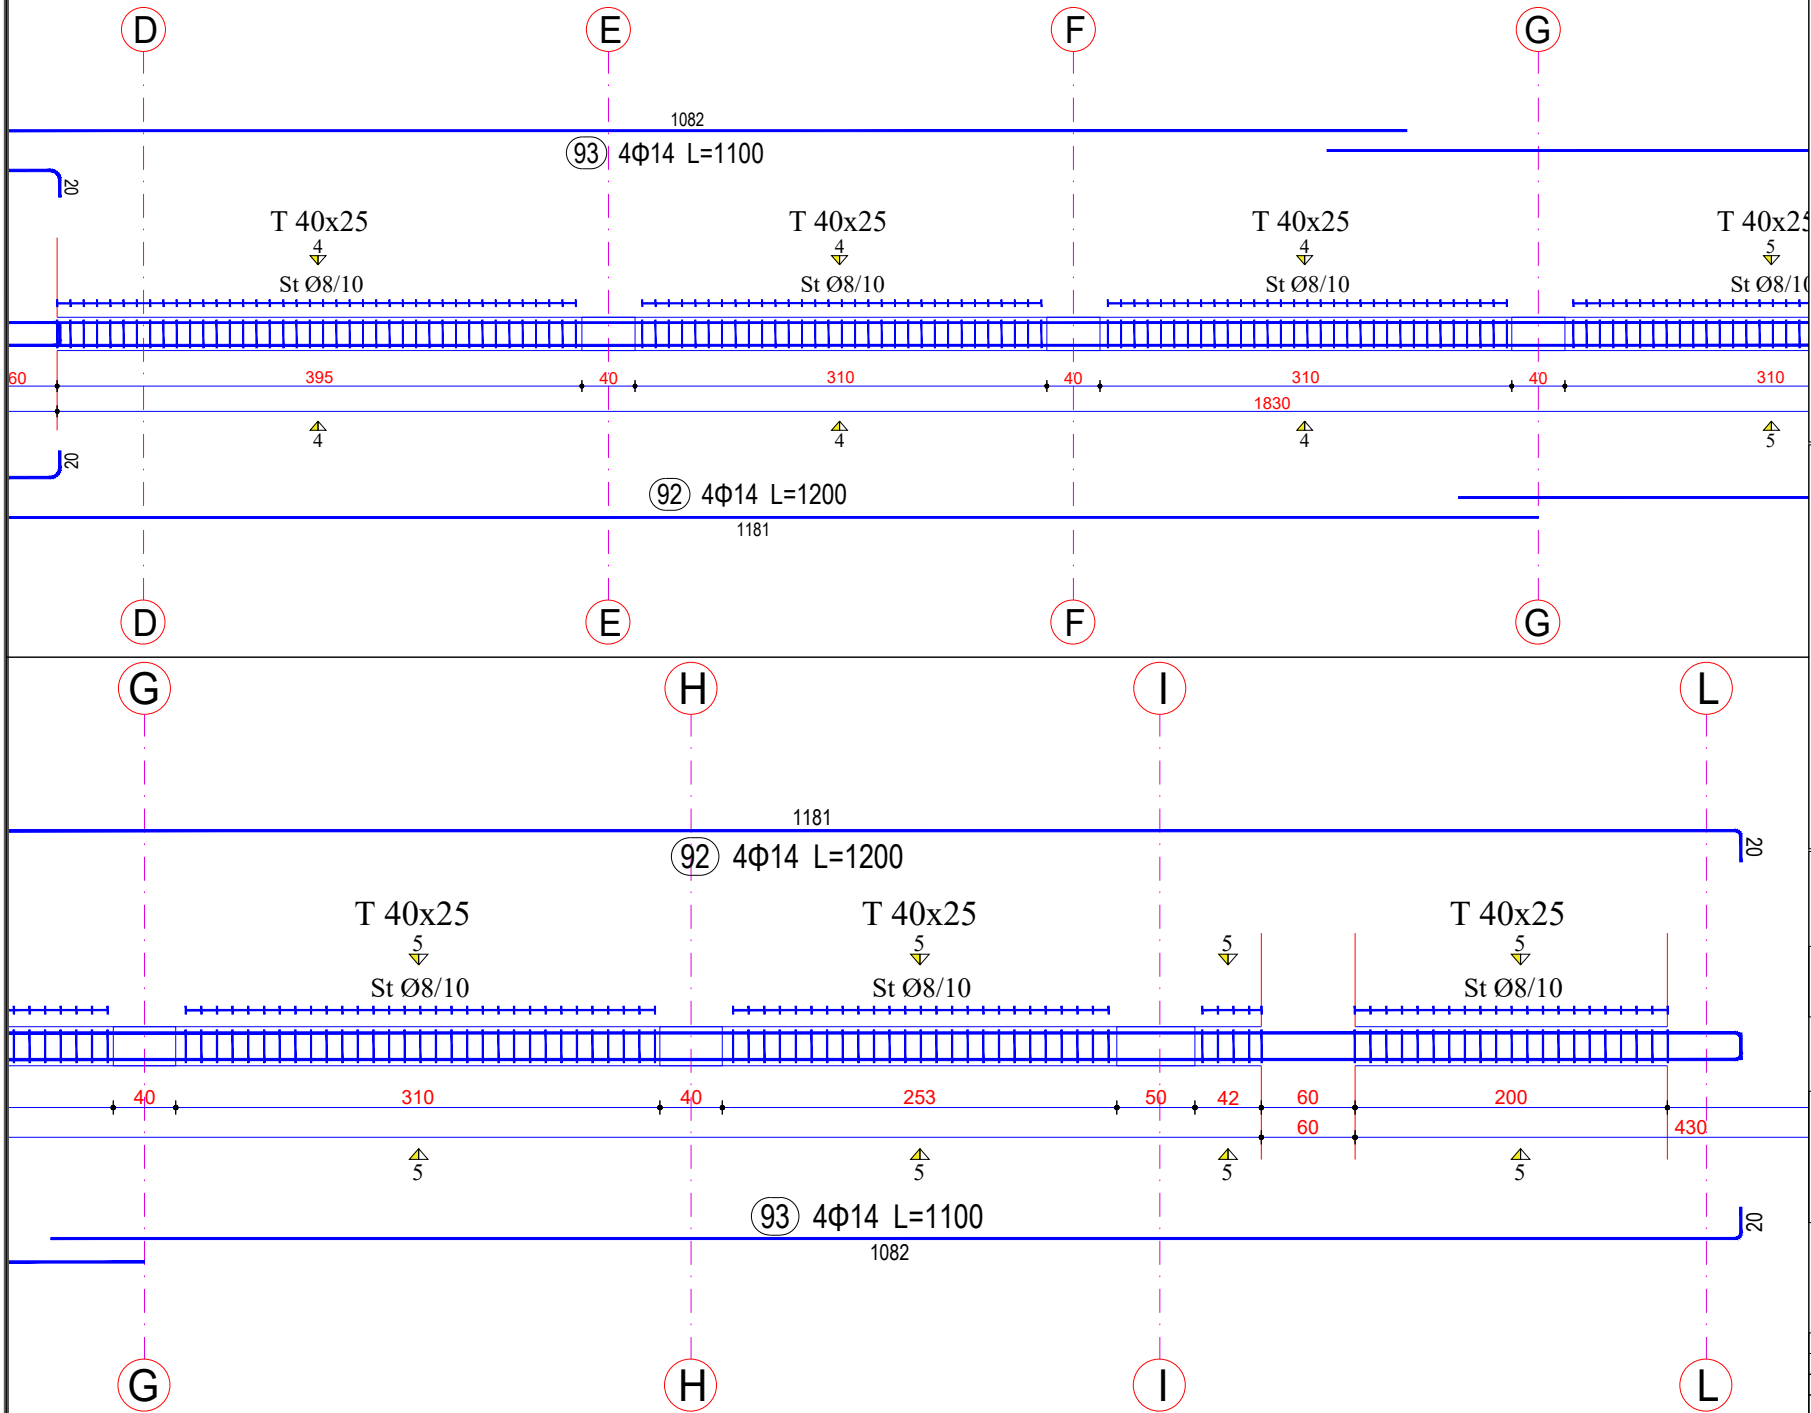 D E F G
1082
93 4Φ14 L=1100
20
T 40x25 T 40x25 T 40x25 T 40x25
4 4 4 5
St Ø8/10 St Ø8/10 St Ø8/10 St Ø8/10
60 395 40 310 40 310 40 310
1830
4 4 4 5
20
92 4Φ14 L=1200
1181
D E F G
G H I L
1181
20
92 4Φ14 L=1200
T 40x25 T 40x25 T 40x25
5 5 5 5
St Ø8/10 St Ø8/10 St Ø8/10
40 310 40 253 50 42 60 200
60 430
5 5 5 5
93 4Φ14 L=1100
20
1082
G H I L